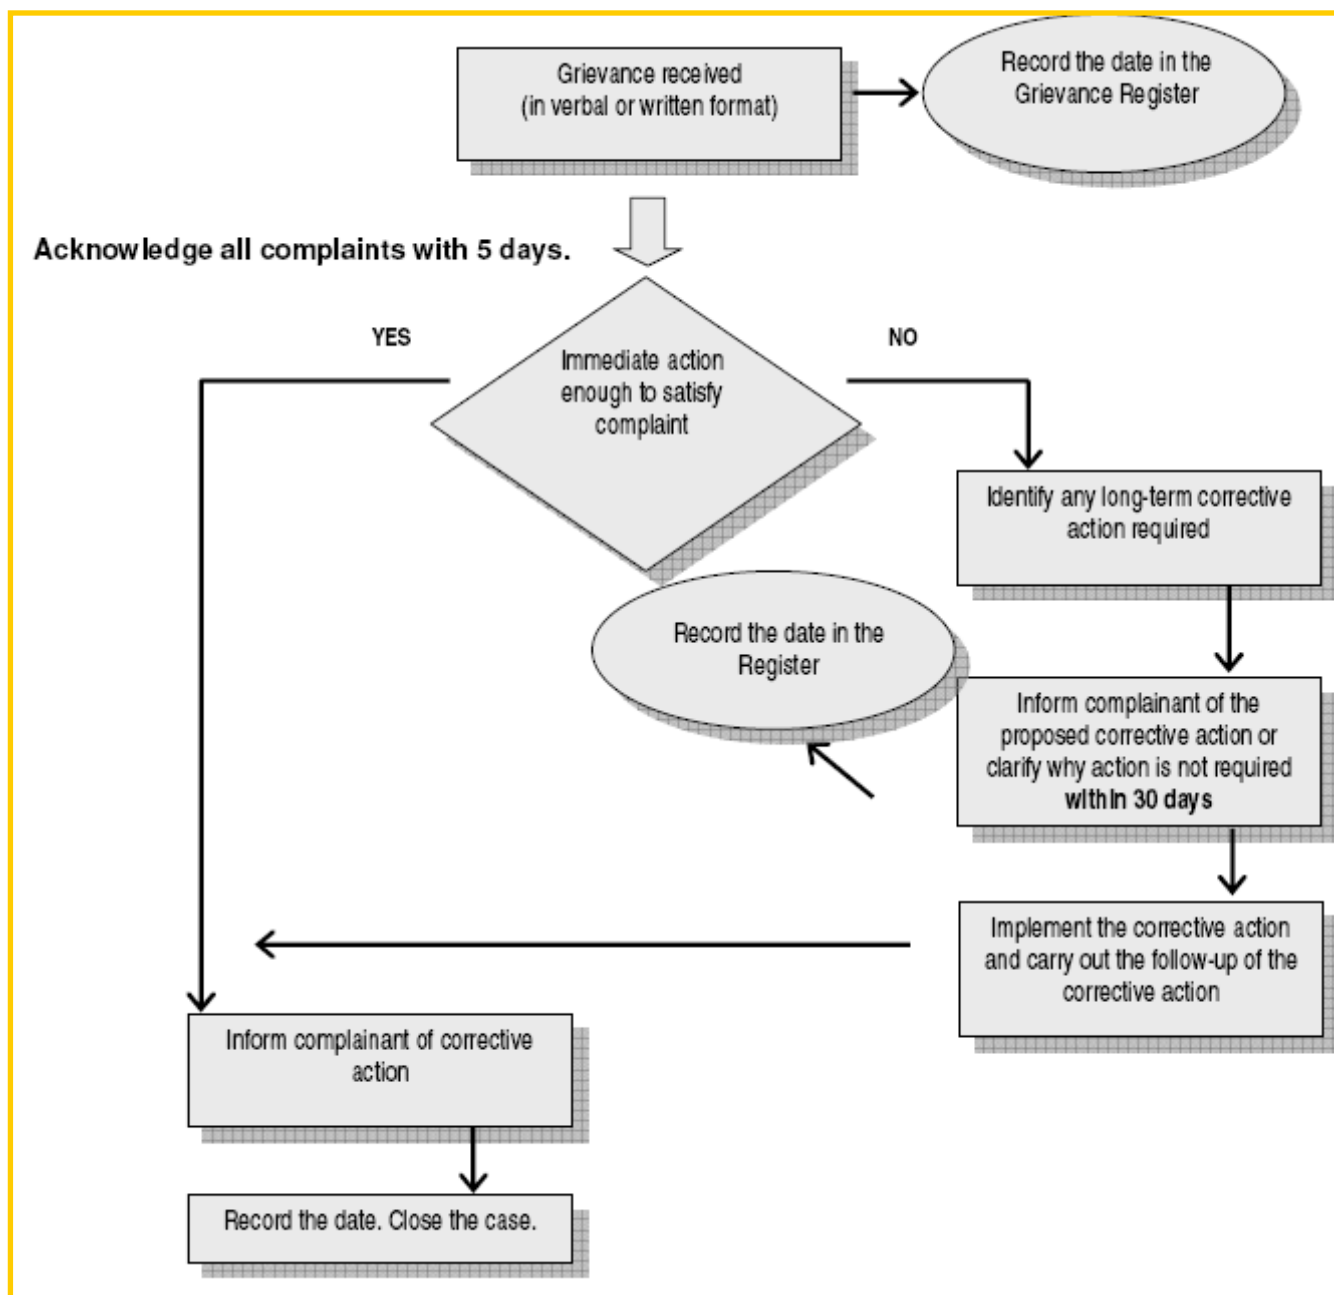 Grievance received
(in verbal or written format)
Record the date in the
Grievance Register
Acknowledge all complaints with 5 days.
YES
NO
Immediate action
enough to satisfy
complaint
Identify any long-term corrective
action required
Record the date in the
Register
Inform complainant of the
proposed corrective action or
clarify why action is not required
within 30 days
Implement the corrective action
and carry out the follow-up of the
corrective action
Inform complainant of corrective
action
Record the date. Close the case.